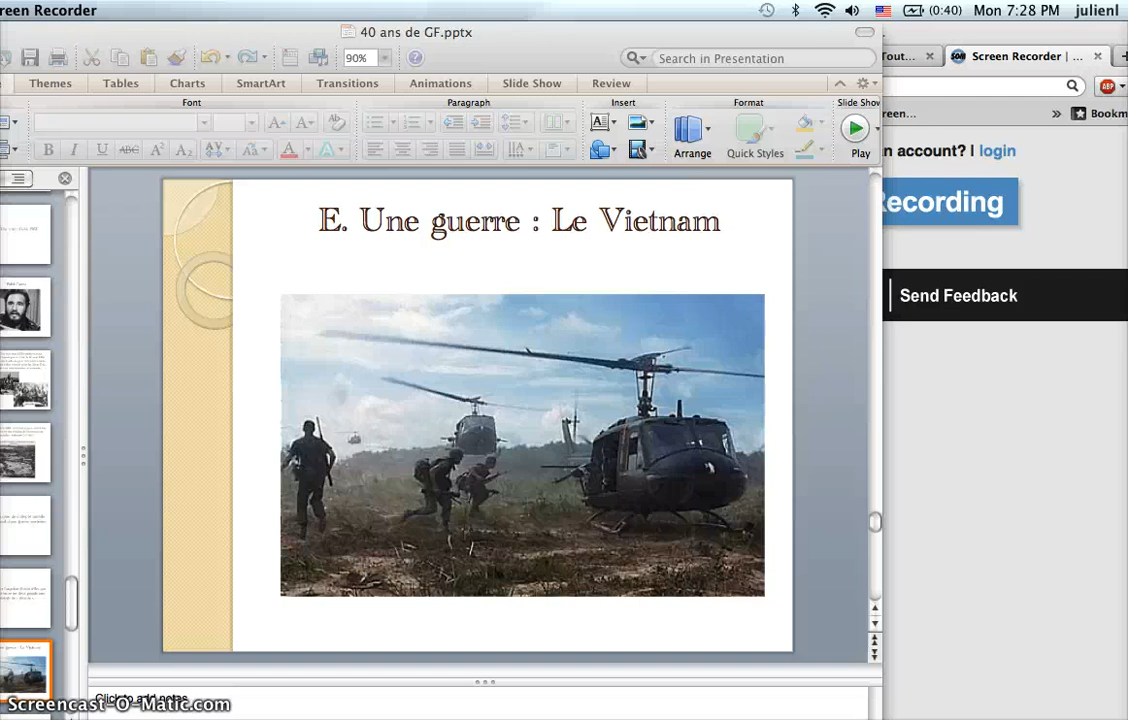 reen Recorder
(0:40) Mon 7:28 PM julienl
40 ans de GF.pptx
Tout...
Screen Recorder | ...
90%
Search in Presentation
ABP
Themes Tables Charts SmartArt Transitions Animations Slide Show Review
reen...
» Bookm
Font Paragraph Insert Format Slide Shov
n account? | login
Arrange Quick Styles Play
Recording
Send Feedback
E. Une guerre : Le Vietnam
Click to add notes
Screencast-O-Matic.com